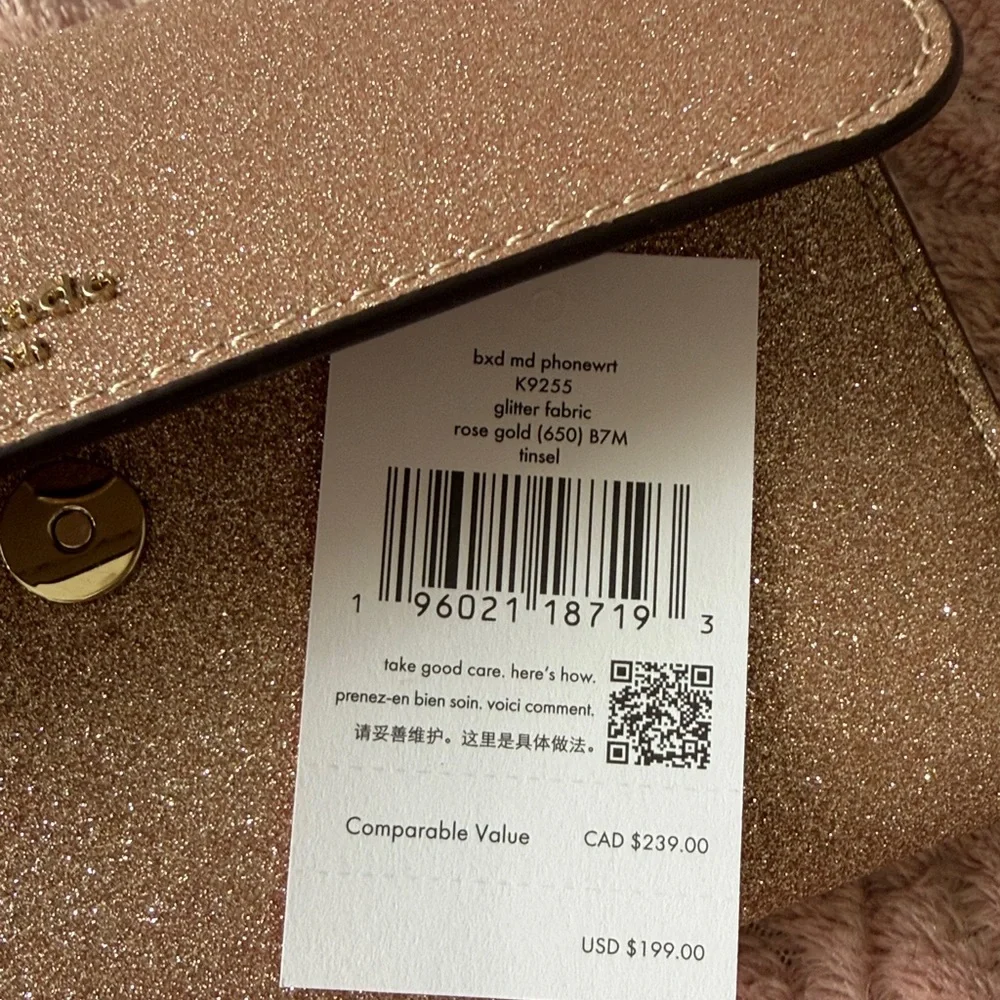 bxd md phonewrt
K9255
glitter fabric
rose gold (650) B7M
tinsel
1 96021 18719 3
take good care. here's how.
prenez-en bien soin. voici comment.
请妥善维护。这里是具体做法。
Comparable Value CAD $239.00
USD $199.00